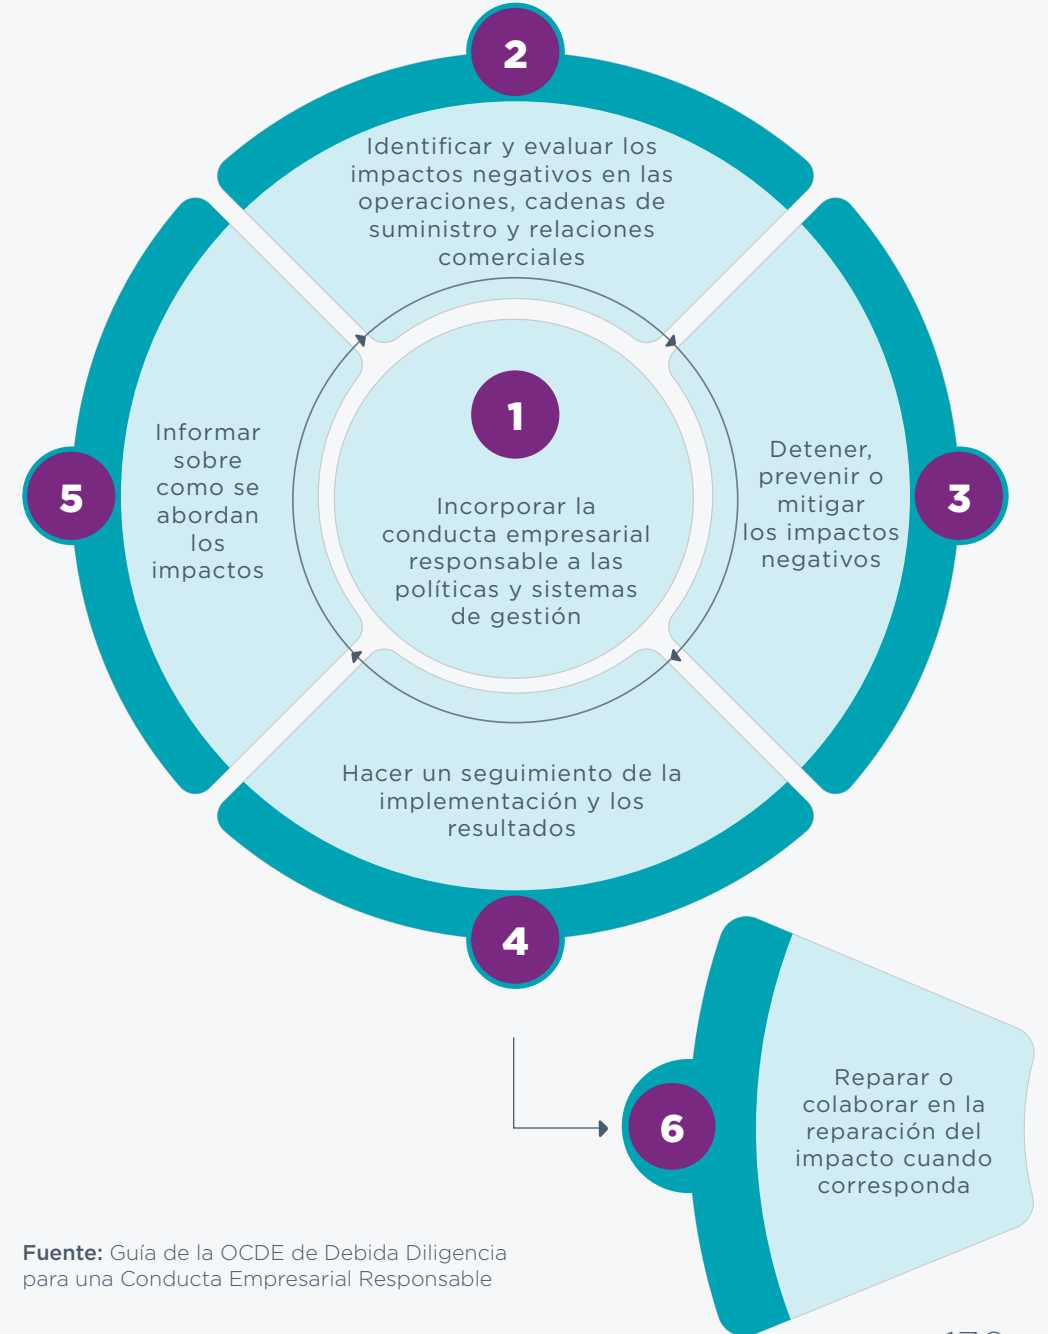 1
Incorporar la
conducta empresarial
responsable a las
políticas y sistemas
de gestión
2
Identificar y evaluar los
impactos negativos en las
operaciones, cadenas de
suministro y relaciones
comerciales
3
Detener,
prevenir o
mitigar
los impactos
negativos
4
Hacer un seguimiento de la
implementación y los
resultados
5
Informar
sobre
como se
abordan
los
impactos
6
Reparar o
colaborar en la
reparación del
impacto cuando
corresponda
Fuente: Guía de la OCDE de Debida Diligencia
para una Conducta Empresarial Responsable